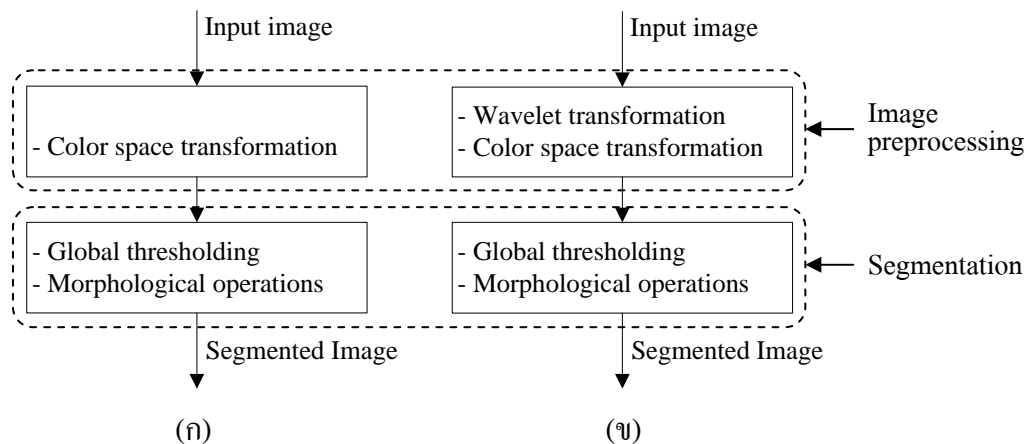 Input image
Input image
- Color space transformation
- Wavelet transformation
- Color space transformation
Image
preprocessing
- Global thresholding
- Morphological operations
- Global thresholding
- Morphological operations
Segmentation
Segmented Image
Segmented Image
(ก)
(ข)